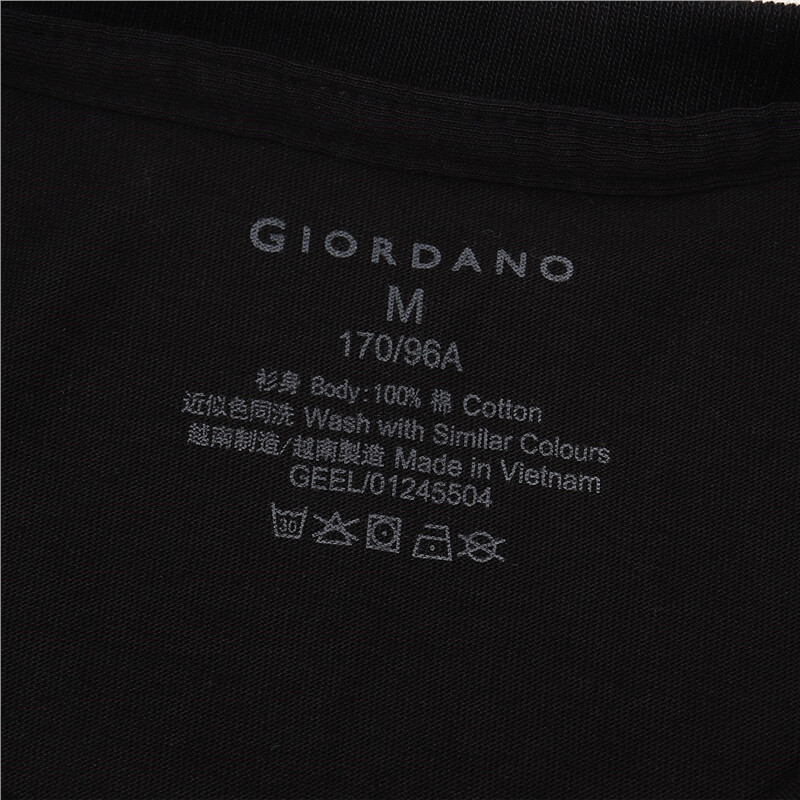 GIORDANO
M
170/96A
衫身 Body:100% 棉 Cotton
近似色同洗 Wash with Similar Colours
越南制造/越南製造 Made in Vietnam
GEEL/01245504
30